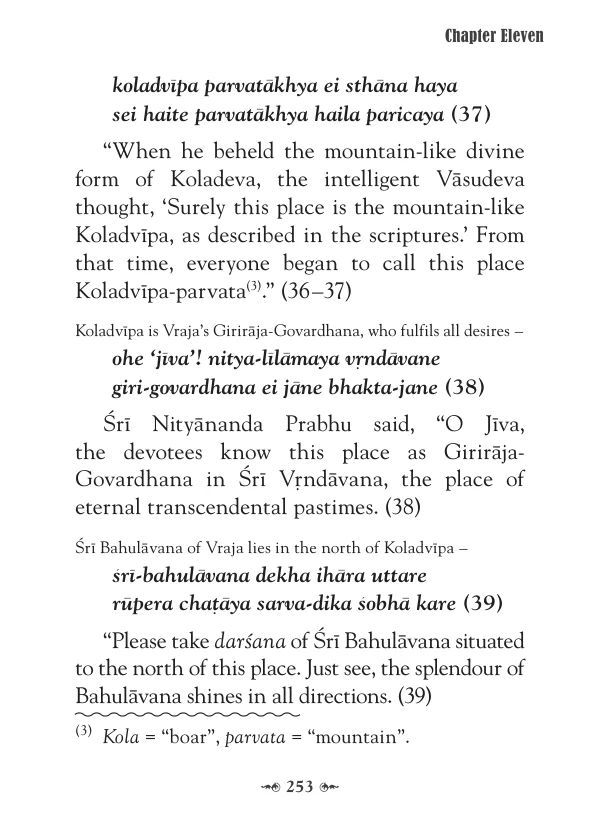 Chapter Eleven
koladvīpa parvatākhya ei sthāna haya
sei haite parvatākhya haila paricaya (37)
“When he beheld the mountain-like divine
form of Koladeva, the intelligent Vāsudeva
thought, ‘Surely this place is the mountain-like
Koladvīpa, as described in the scriptures.’ From
that time, everyone began to call this place
Koladvīpa-parvata(3).” (36–37)
Koladvīpa is Vraja’s Girirāja-Govardhana, who fulfils all desires –
ohe ‘jīva’! nitya-līlāmaya vṛndāvane
giri-govardhana ei jāne bhakta-jane (38)
Śrī Nityānanda Prabhu said, “O Jīva,
the devotees know this place as Girirāja-
Govardhana in Śrī Vṛndāvana, the place of
eternal transcendental pastimes. (38)
Śrī Bahulāvana of Vraja lies in the north of Koladvīpa –
śrī-bahulāvana dekha ihāra uttare
rūpera chaṭāya sarva-dika śobhā kare (39)
“Please take darśana of Śrī Bahulāvana situated
to the north of this place. Just see, the splendour of
Bahulāvana shines in all directions. (39)
(3) Kola = “boar”, parvata = “mountain”.
253